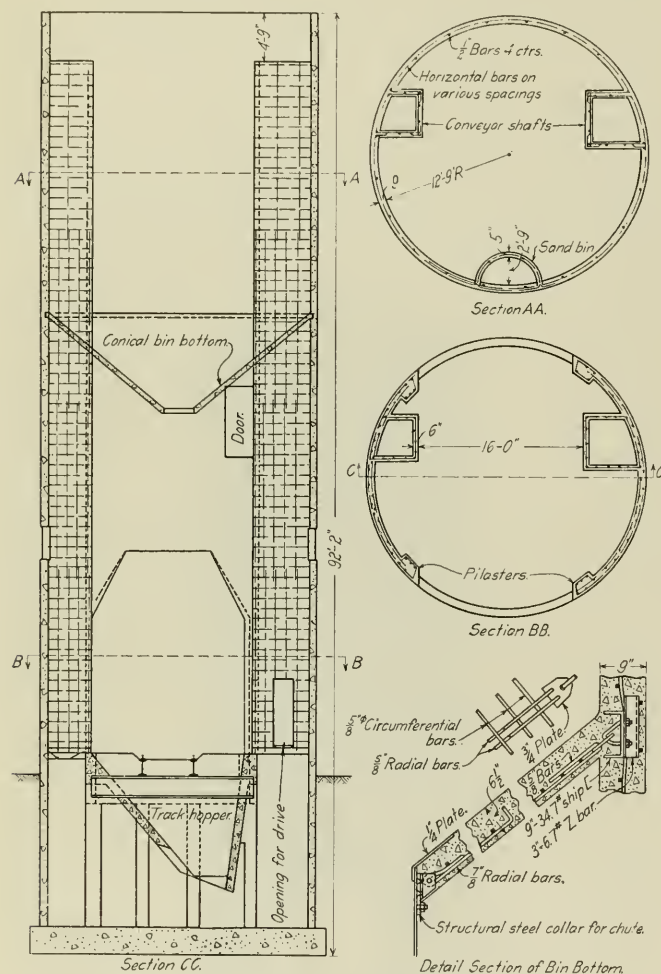 4'-9"
A
A
Conical bin bottom.
Door.
92'-2"
B
B
Track hopper.
Opening for drive
Section CC.
1/2" Bars 4" ctrs.
Horizontal bars on
various spacings
Conveyor shafts
12'-9"R
5"
2'-9"
Sand bin
Section AA.
6"
16'-0"
C
C
Pilasters.
Section BB.
9"
5/8"Φ Circumferential
bars.
5/8" Radial bars.
3/4" Plate.
5/8" Bars
6 1/2"
1/4" Plate.
9"-34.7# ship L
3"-6.7# Z bar
7/8" Radial bars.
Structural steel collar for chute.
Detail Section of Bin Bottom.